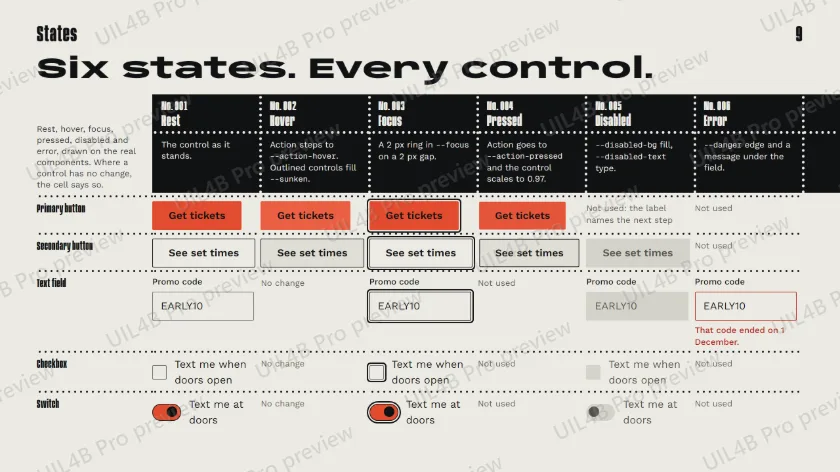 States
9
Six states. Every control.
No. 001
Rest
No. 002
Hover
No. 003
Focus
No. 004
Pressed
No. 005
Disabled
No. 006
Error
Rest, hover, focus,
pressed, disabled and
error, drawn on the real
components. Where a
control has no change,
the cell says so.
The control as it
stands.
Action steps to
--action-hover.
Outlined controls fill
--sunken.
A 2 px ring in --focus
on a 2 px gap.
Action goes to
--action-pressed
and the control
scales to 0.97.
--disabled-bg fill,
--disabled-text
type.
--danger edge and a
message under the
field.
Primary button
Get tickets
Get tickets
Get tickets
Get tickets
Not used: the label
names the next step
Not used
Secondary button
See set times
See set times
See set times
See set times
See set times
Not used
Text field
Promo code
EARLY10
No change
Promo code
EARLY10
Not used
Promo code
EARLY10
Promo code
EARLY10
That code ended on 1
December.
Checkbox
Text me when
doors open
No change
Text me when
doors open
Not used
Text me when
doors open
Not used
Switch
Text me at
doors
No change
Text me at
doors
Not used
Text me at
doors
Not used
UIL4B Pro preview